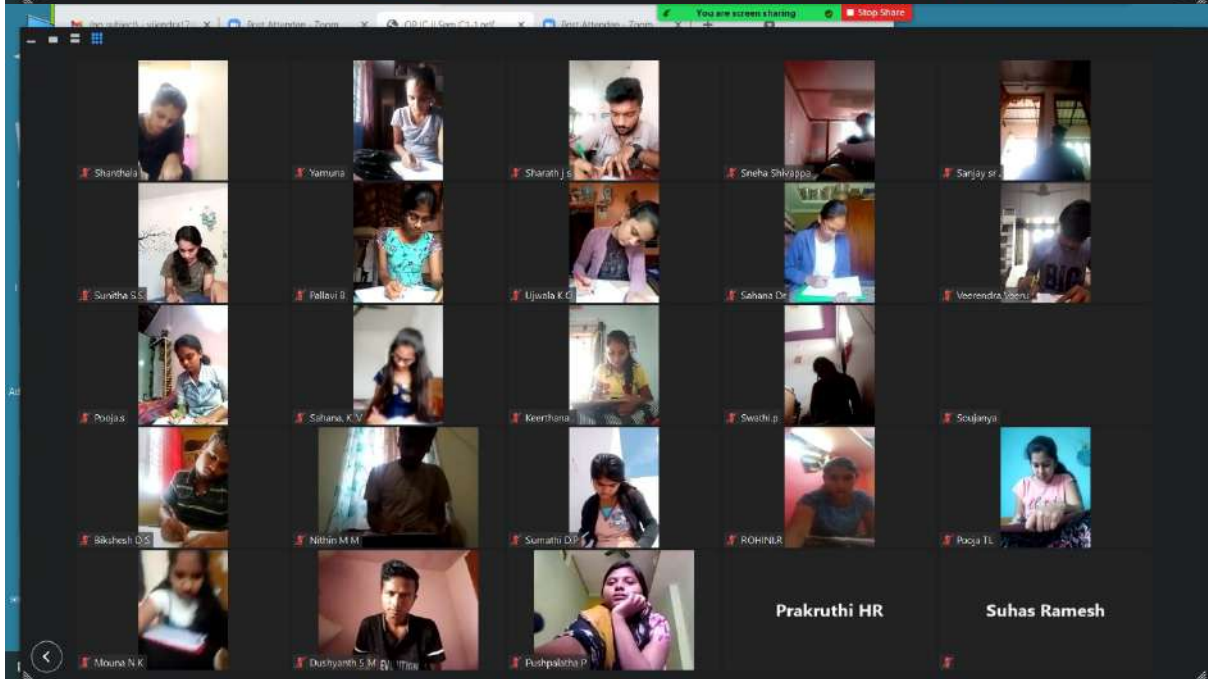 Post Attendee - Zoom
Post Attendee - Zoom
You are screen sharing
Stop Share
Shanthala
Yamuna
Sharath j s
Sneha Shivappa
Sanjay sr
Sunitha S.S.
Pallavi B
Ujwala K
Sahana Dr
Veerendra Veeru
Pooja.s
Sahana. K V
Keerthana
Swathi.p
Soujanya
Bikshesh D S
Nithin M M
Sumathi D.P
ROHINI.R
Pooja TL
Mouna N K
Dushyanth S M
Pushpalatha P
Prakruthi HR
Suhas Ramesh